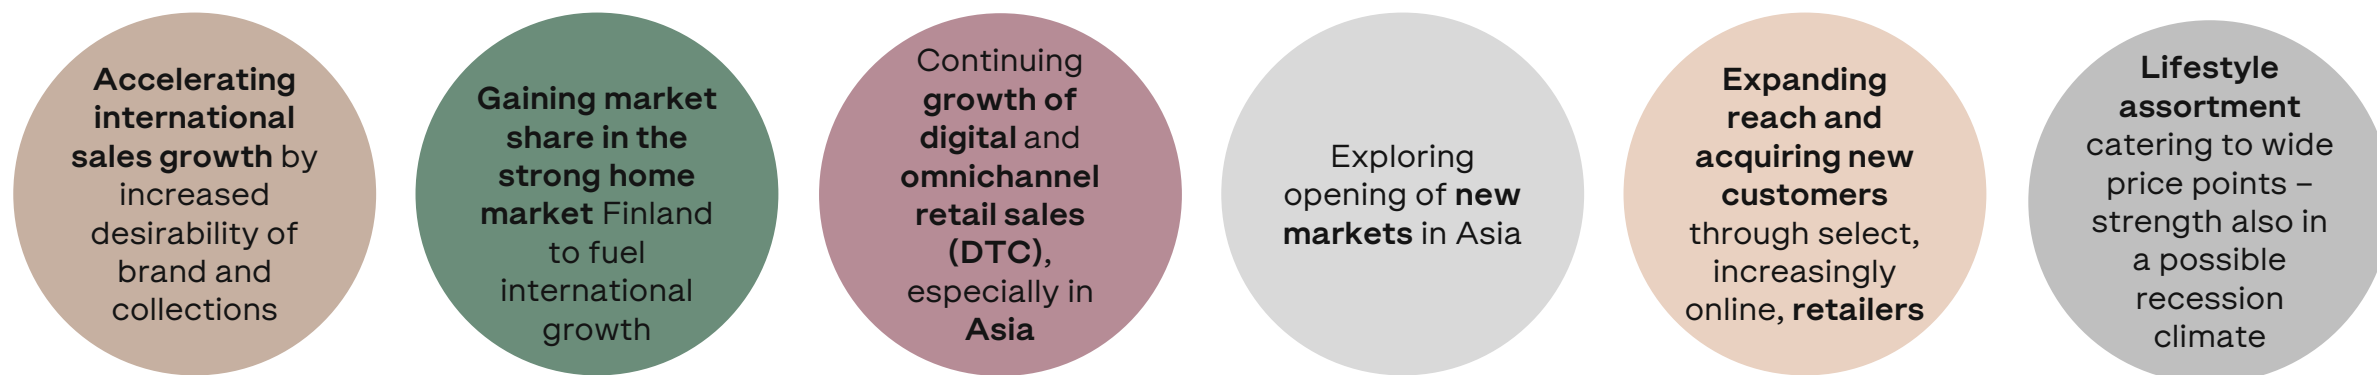 Accelerating
international
sales growth by
increased
desirability of
brand and
collections
Gaining market
share in the
strong home
market Finland
to fuel
international
growth
Continuing
growth of
digital and
omnichannel
retail sales
(DTC),
especially in
Asia
Exploring
opening of new
markets in Asia
Expanding
reach and
acquiring new
customers
through select,
increasingly
online, retailers
Lifestyle
assortment
catering to wide
price points –
strength also in
a possible
recession
climate